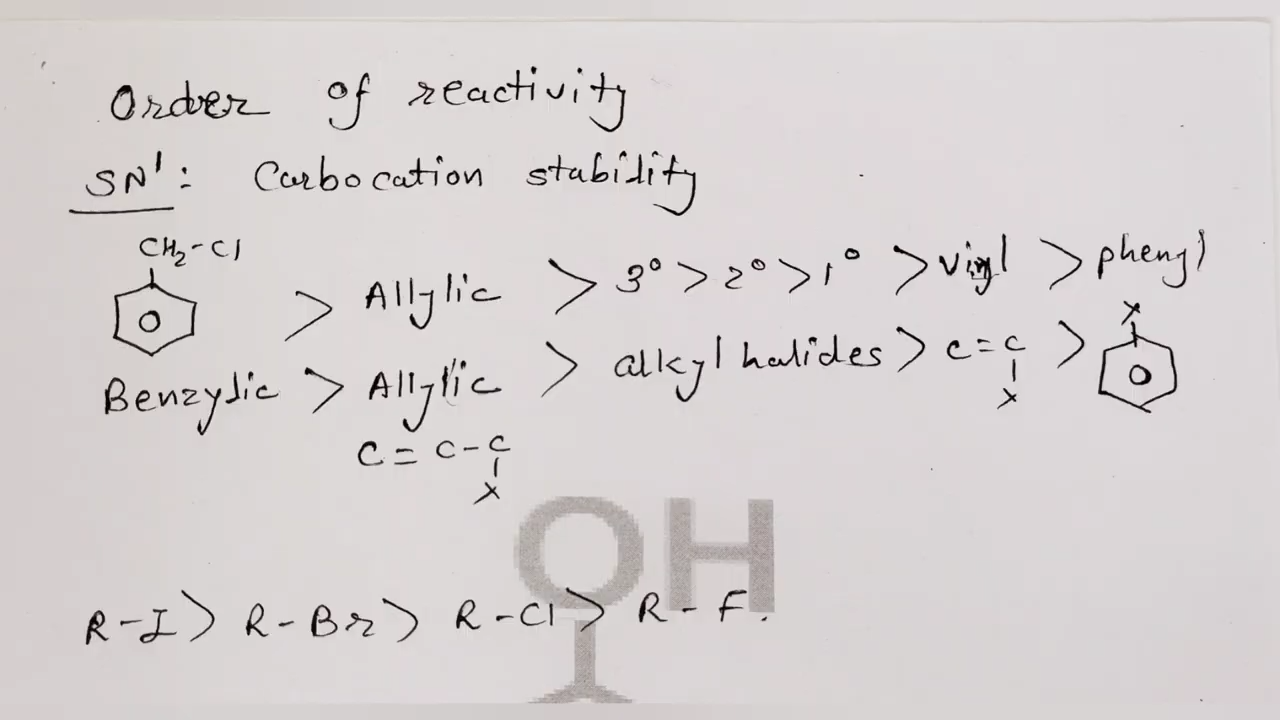 Order of reactivity
SN1: Carbocation stability
CH2-Cl
> Allylic > 3° > 2° > 1° > vinyl > phenyl
X
Benzylic > Allylic > alkyl halides > C=C >
X
C=C-C
X
OH
R-I > R-Br > R-Cl > R-F.